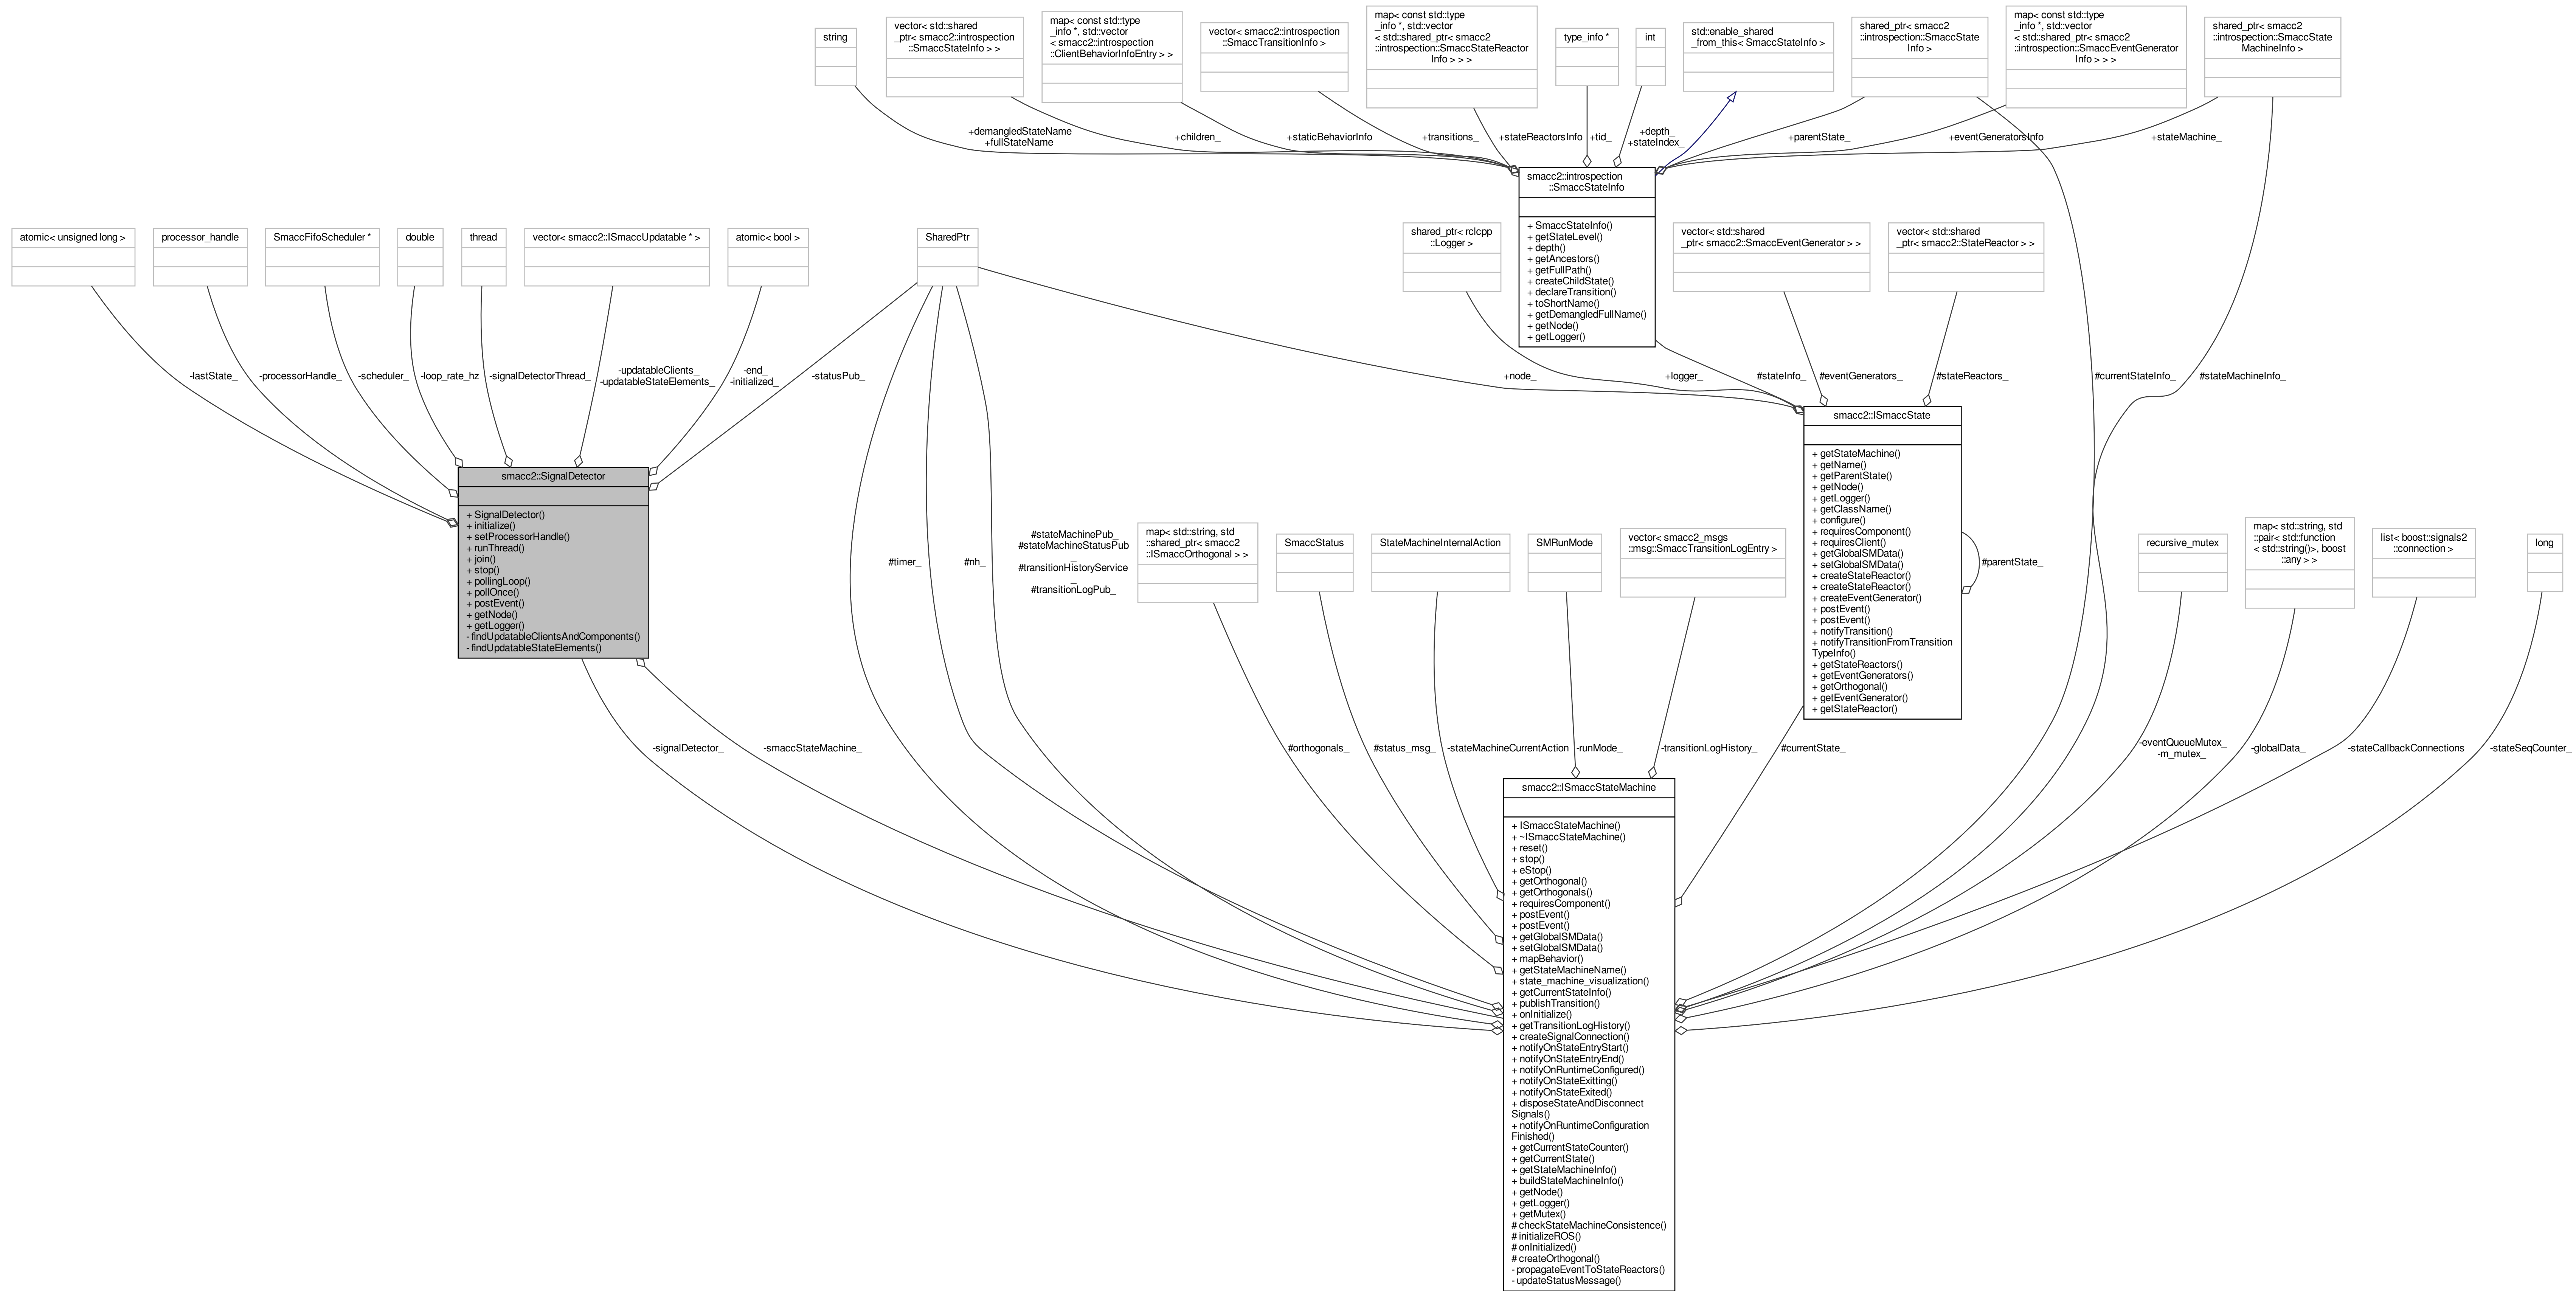 string
vector< std::shared
_ptr< smacc2::introspection
::SmaccStateInfo > >
map< const std::type
_info *, std::vector
< smacc2::introspection
::ClientBehaviorInfoEntry > >
vector< smacc2::introspection
::SmaccTransitionInfo >
map< const std::type
_info *, std::vector
< std::shared_ptr< smacc2
::introspection::SmaccStateReactor
Info > > >
type_info *
int
std::enable_shared
_from_this< SmaccStateInfo >
shared_ptr< smacc2
::introspection::SmaccState
Info >
map< const std::type
_info *, std::vector
< std::shared_ptr< smacc2
::introspection::SmaccEventGenerator
Info > > >
shared_ptr< smacc2
::introspection::SmaccState
MachineInfo >
+demangledStateName
+fullStateName
+children_
+staticBehaviorInfo
+transitions_
+stateReactorsInfo
+tid_
+depth_
+stateIndex_
+parentState_
+eventGeneratorsInfo
+stateMachine_
smacc2::introspection
::SmaccStateInfo
+ SmaccStateInfo()
+ getStateLevel()
+ depth()
+ getAncestors()
+ getFullPath()
+ createChildState()
+ declareTransition()
+ toShortName()
+ getDemangledFullName()
+ getNode()
+ getLogger()
atomic< unsigned long >
processor_handle
SmaccFifoScheduler *
double
thread
vector< smacc2::ISmaccUpdatable * >
atomic< bool >
SharedPtr
shared_ptr< rclcpp
::Logger >
vector< std::shared
_ptr< smacc2::SmaccEventGenerator > >
vector< std::shared
_ptr< smacc2::StateReactor > >
-lastState_
-processorHandle_
-scheduler_
-loop_rate_hz
-signalDetectorThread_
-updatableClients_
-updatableStateElements_
-end_
-initialized_
-statusPub_
+node_
+logger_
#stateInfo_
#eventGenerators_
#stateReactors_
#currentStateInfo_
#stateMachineInfo_
smacc2::SignalDetector
+ SignalDetector()
+ initialize()
+ setProcessorHandle()
+ runThread()
+ join()
+ stop()
+ pollingLoop()
+ pollOnce()
+ postEvent()
+ getNode()
+ getLogger()
- findUpdatableClientsAndComponents()
- findUpdatableStateElements()
smacc2::ISmaccState
+ getStateMachine()
+ getName()
+ getParentState()
+ getNode()
+ getLogger()
+ getClassName()
+ configure()
+ requiresComponent()
+ requiresClient()
+ getGlobalSMData()
+ setGlobalSMData()
+ createStateReactor()
+ createStateReactor()
+ createEventGenerator()
+ postEvent()
+ postEvent()
+ notifyTransition()
+ notifyTransitionFromTransition
TypeInfo()
+ getStateReactors()
+ getEventGenerators()
+ getOrthogonal()
+ getEventGenerator()
+ getStateReactor()
#parentState_
#timer_
#nh_
#stateMachinePub_
#stateMachineStatusPub
_
#transitionHistoryService
_
#transitionLogPub_
map< std::string, std
::shared_ptr< smacc2
::ISmaccOrthogonal > >
SmaccStatus
StateMachineInternalAction
SMRunMode
vector< smacc2_msgs
::msg::SmaccTransitionLogEntry >
recursive_mutex
map< std::string, std
::pair< std::function
< std::string()>, boost
::any > >
list< boost::signals2
::connection >
long
-signalDetector_
-smaccStateMachine_
#orthogonals_
#status_msg_
-stateMachineCurrentAction
-runMode_
-transitionLogHistory_
#currentState_
-eventQueueMutex_
-m_mutex_
-globalData_
-stateCallbackConnections
-stateSeqCounter_
smacc2::ISmaccStateMachine
+ ISmaccStateMachine()
+ ~ISmaccStateMachine()
+ reset()
+ stop()
+ eStop()
+ getOrthogonal()
+ getOrthogonals()
+ requiresComponent()
+ postEvent()
+ postEvent()
+ getGlobalSMData()
+ setGlobalSMData()
+ mapBehavior()
+ getStateMachineName()
+ state_machine_visualization()
+ getCurrentStateInfo()
+ publishTransition()
+ onInitialize()
+ getTransitionLogHistory()
+ createSignalConnection()
+ notifyOnStateEntryStart()
+ notifyOnStateEntryEnd()
+ notifyOnRuntimeConfigured()
+ notifyOnStateExitting()
+ notifyOnStateExited()
+ disposeStateAndDisconnect
Signals()
+ notifyOnRuntimeConfiguration
Finished()
+ getCurrentStateCounter()
+ getCurrentState()
+ getStateMachineInfo()
+ buildStateMachineInfo()
+ getNode()
+ getLogger()
+ getMutex()
# checkStateMachineConsistence()
# initializeROS()
# onInitialized()
# createOrthogonal()
- propagateEventToStateReactors()
- updateStatusMessage()